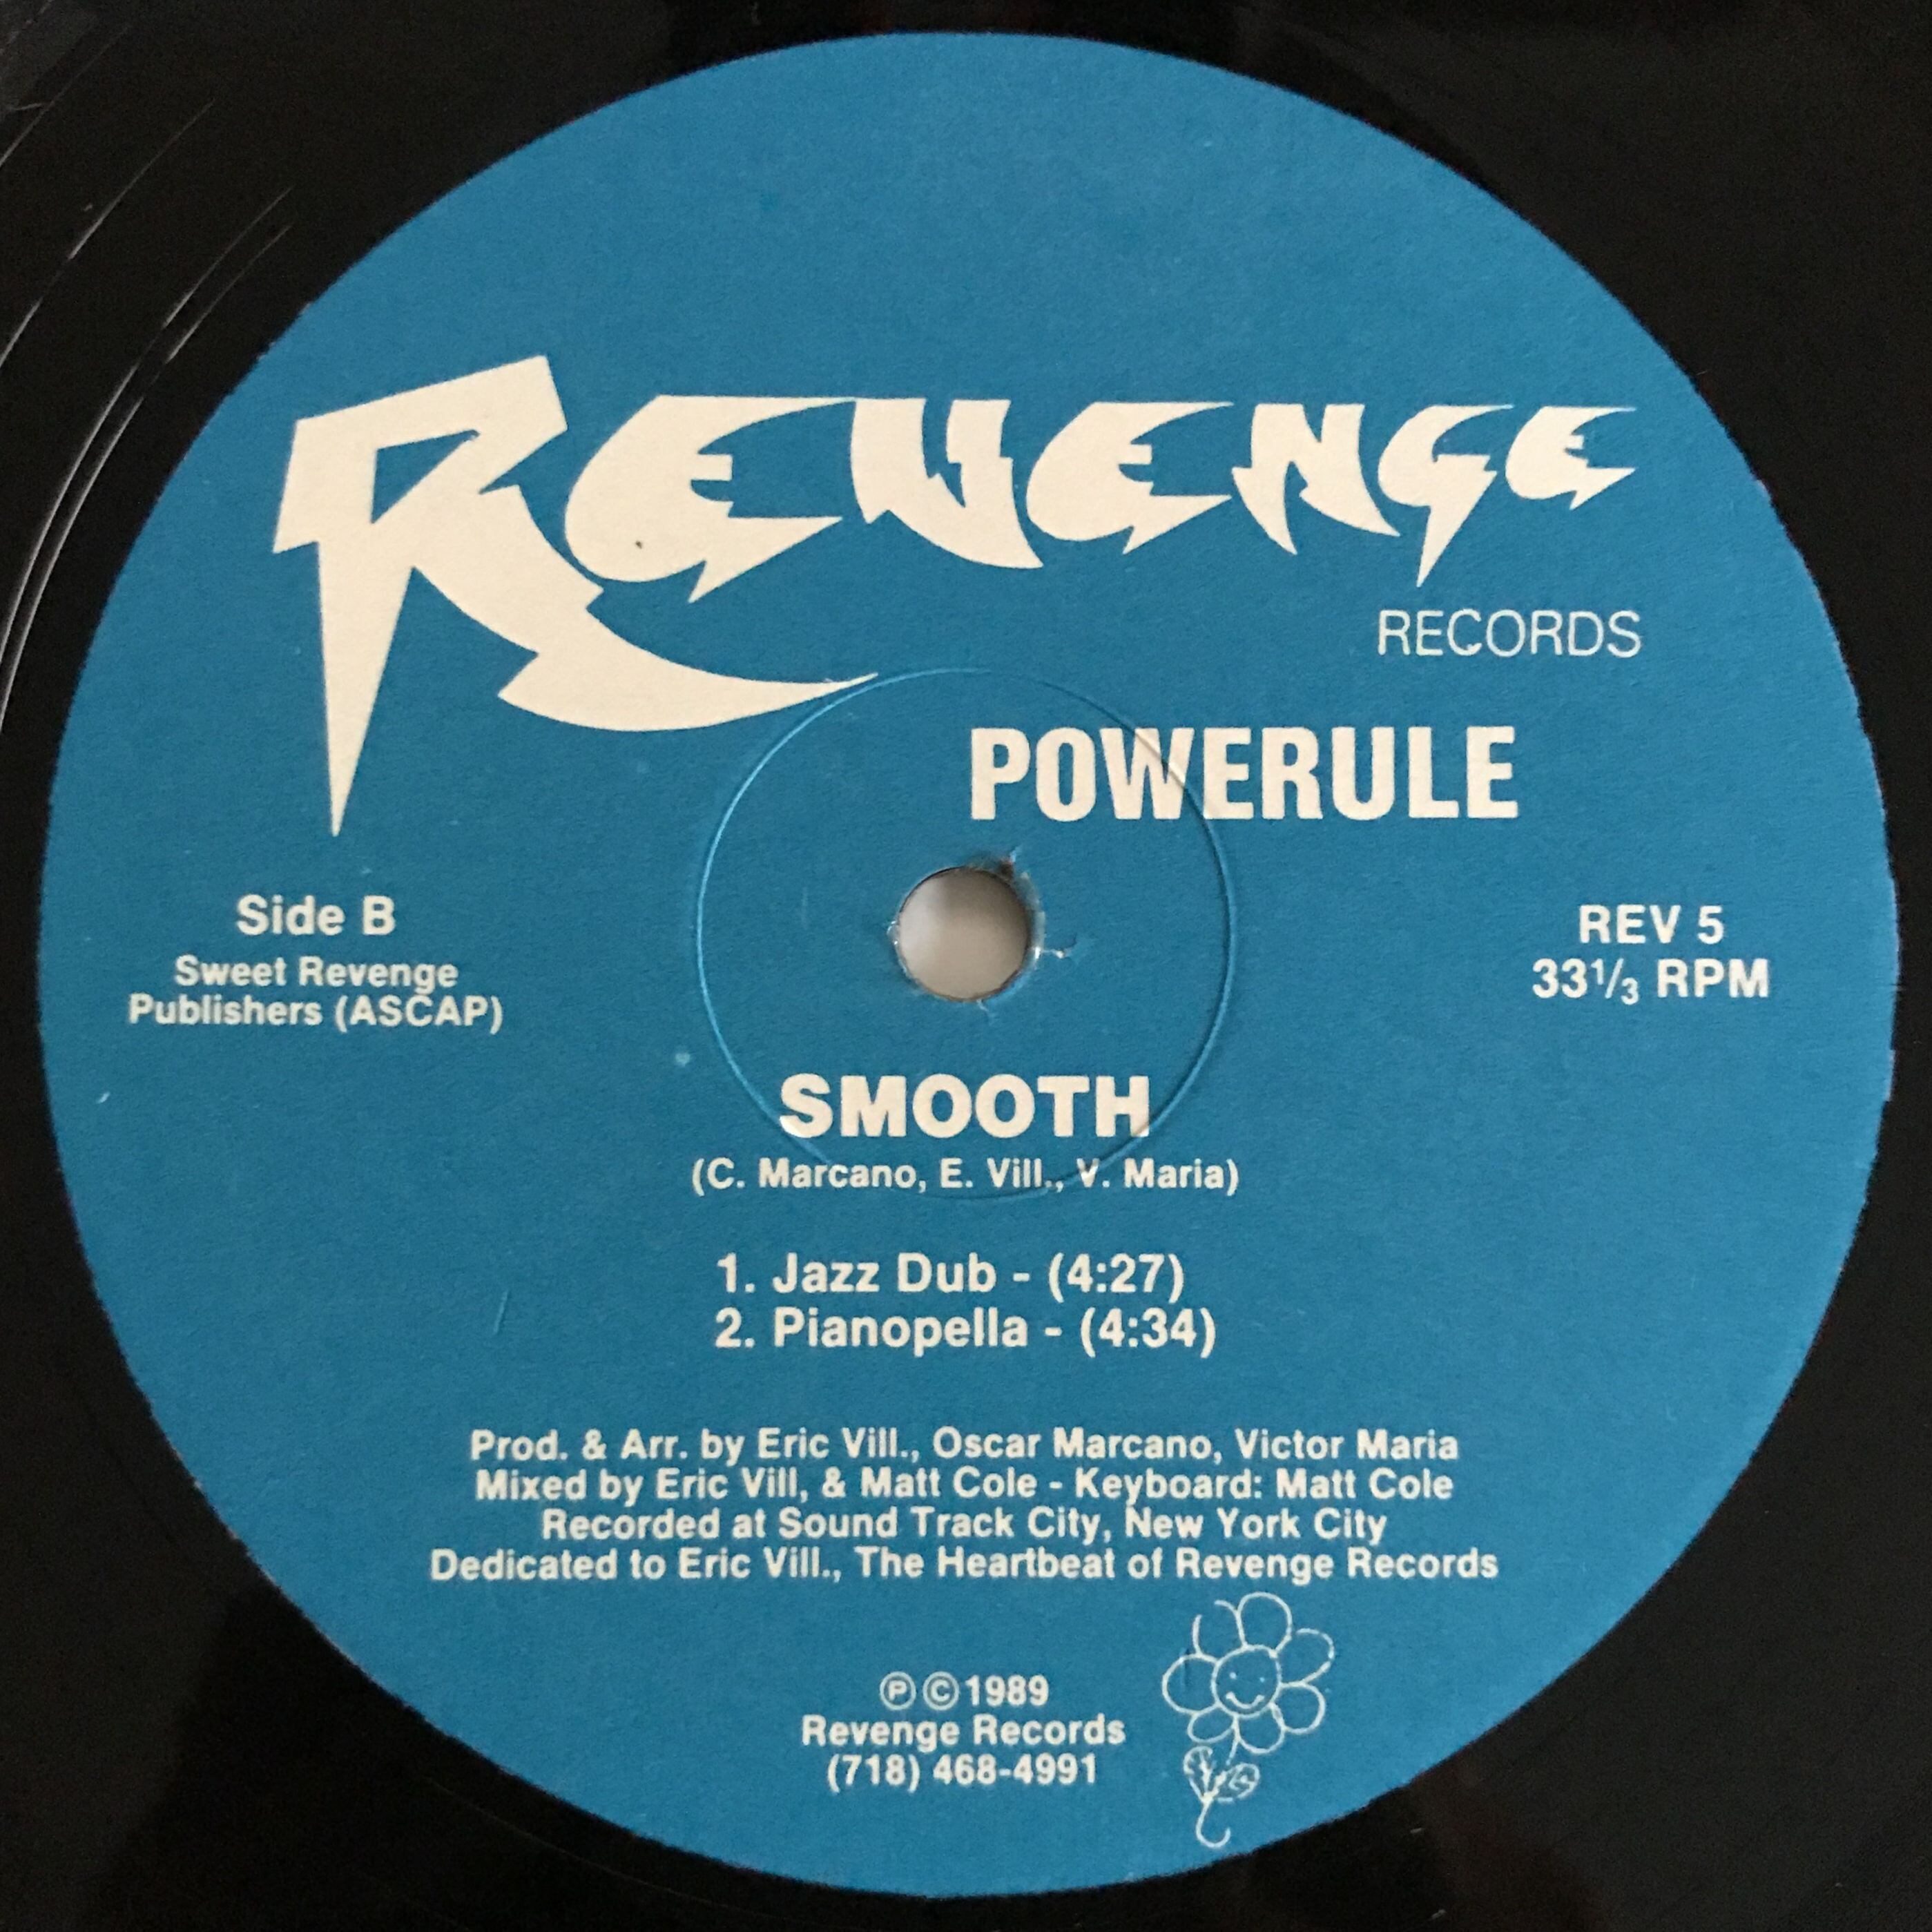 REVENGE
RECORDS
POWERULE
Side B
Sweet Revenge
Publishers (ASCAP)
REV 5
33⅓ RPM
SMOOTH
(C. Marcano, E. Vill., V. Maria)
1. Jazz Dub - (4:27)
2. Pianopella - (4:34)
Prod. & Arr. by Eric Vill., Oscar Marcano, Victor Maria
Mixed by Eric Vill, & Matt Cole - Keyboard: Matt Cole
Recorded at Sound Track City, New York City
Dedicated to Eric Vill., The Heartbeat of Revenge Records
℗©1989
Revenge Records
(718) 468-4991